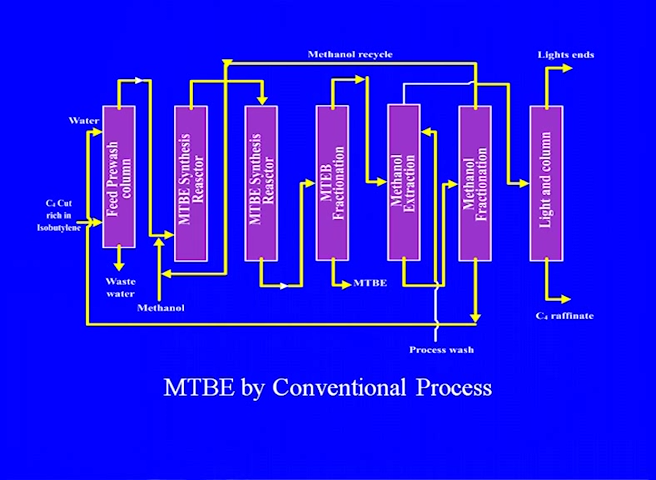 Methanol recycle
Lights ends
Water
C₄ Cut
rich in
Isobutylene
Feed Prewash
column
MTBE Synthesis
Reasctor
MTBE Synthesis
Reasctor
MTEB
Fractionation
Methanol
Extraction
Methanol
Fractionation
Light and column
Waste
water
Methanol
MTBE
C₄ raffinate
Process wash
MTBE by Conventional Process